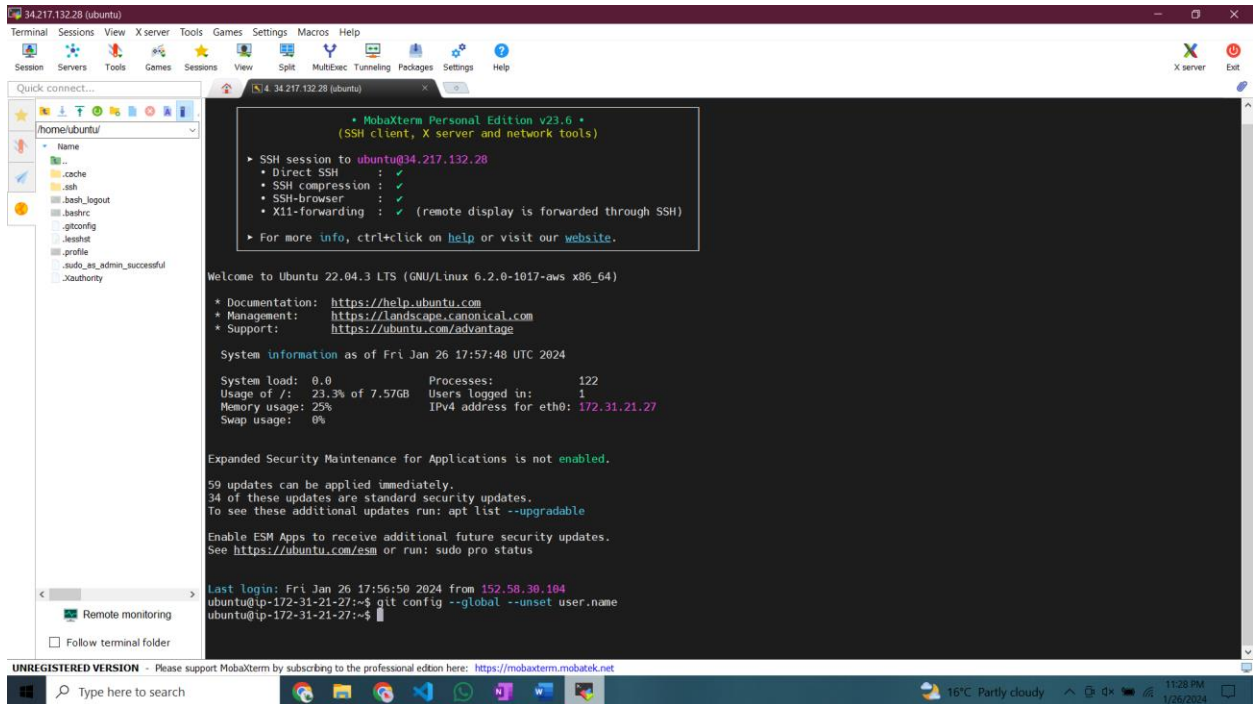 34.217.132.28 (ubuntu)
Terminal Sessions View X server Tools Games Settings Macros Help
Session Servers Tools Games Sessions View Split MultiExec Tunneling Packages Settings Help X server Exit
Quick connect...
4. 34.217.132.28 (ubuntu)
/home/ubuntu/
Name
..
.cache
.ssh
.bash_logout
.bashrc
.gitconfig
.lesshst
.profile
.sudo_as_admin_successful
.Xauthority
Remote monitoring
Follow terminal folder
• MobaXterm Personal Edition v23.6 •
(SSH client, X server and network tools)
► SSH session to ubuntu@34.217.132.28
• Direct SSH : ✔
• SSH compression : ✔
• SSH-browser : ✔
• X11-forwarding : ✔ (remote display is forwarded through SSH)
► For more info, ctrl+click on help or visit our website.
Welcome to Ubuntu 22.04.3 LTS (GNU/Linux 6.2.0-1017-aws x86_64)
* Documentation: https://help.ubuntu.com
* Management: https://landscape.canonical.com
* Support: https://ubuntu.com/advantage
System information as of Fri Jan 26 17:57:48 UTC 2024
System load: 0.0 Processes: 122
Usage of /: 23.3% of 7.57GB Users logged in: 1
Memory usage: 25% IPv4 address for eth0: 172.31.21.27
Swap usage: 0%
Expanded Security Maintenance for Applications is not enabled.
59 updates can be applied immediately.
34 of these updates are standard security updates.
To see these additional updates run: apt list --upgradable
Enable ESM Apps to receive additional future security updates.
See https://ubuntu.com/esm or run: sudo pro status
Last login: Fri Jan 26 17:56:50 2024 from 152.58.30.104
ubuntu@ip-172-31-21-27:~$ git config --global --unset user.name
ubuntu@ip-172-31-21-27:~$
UNREGISTERED VERSION - Please support MobaXterm by subscribing to the professional edition here: https://mobaxterm.mobatek.net
Type here to search
16°C Partly cloudy
11:28 PM
1/26/2024